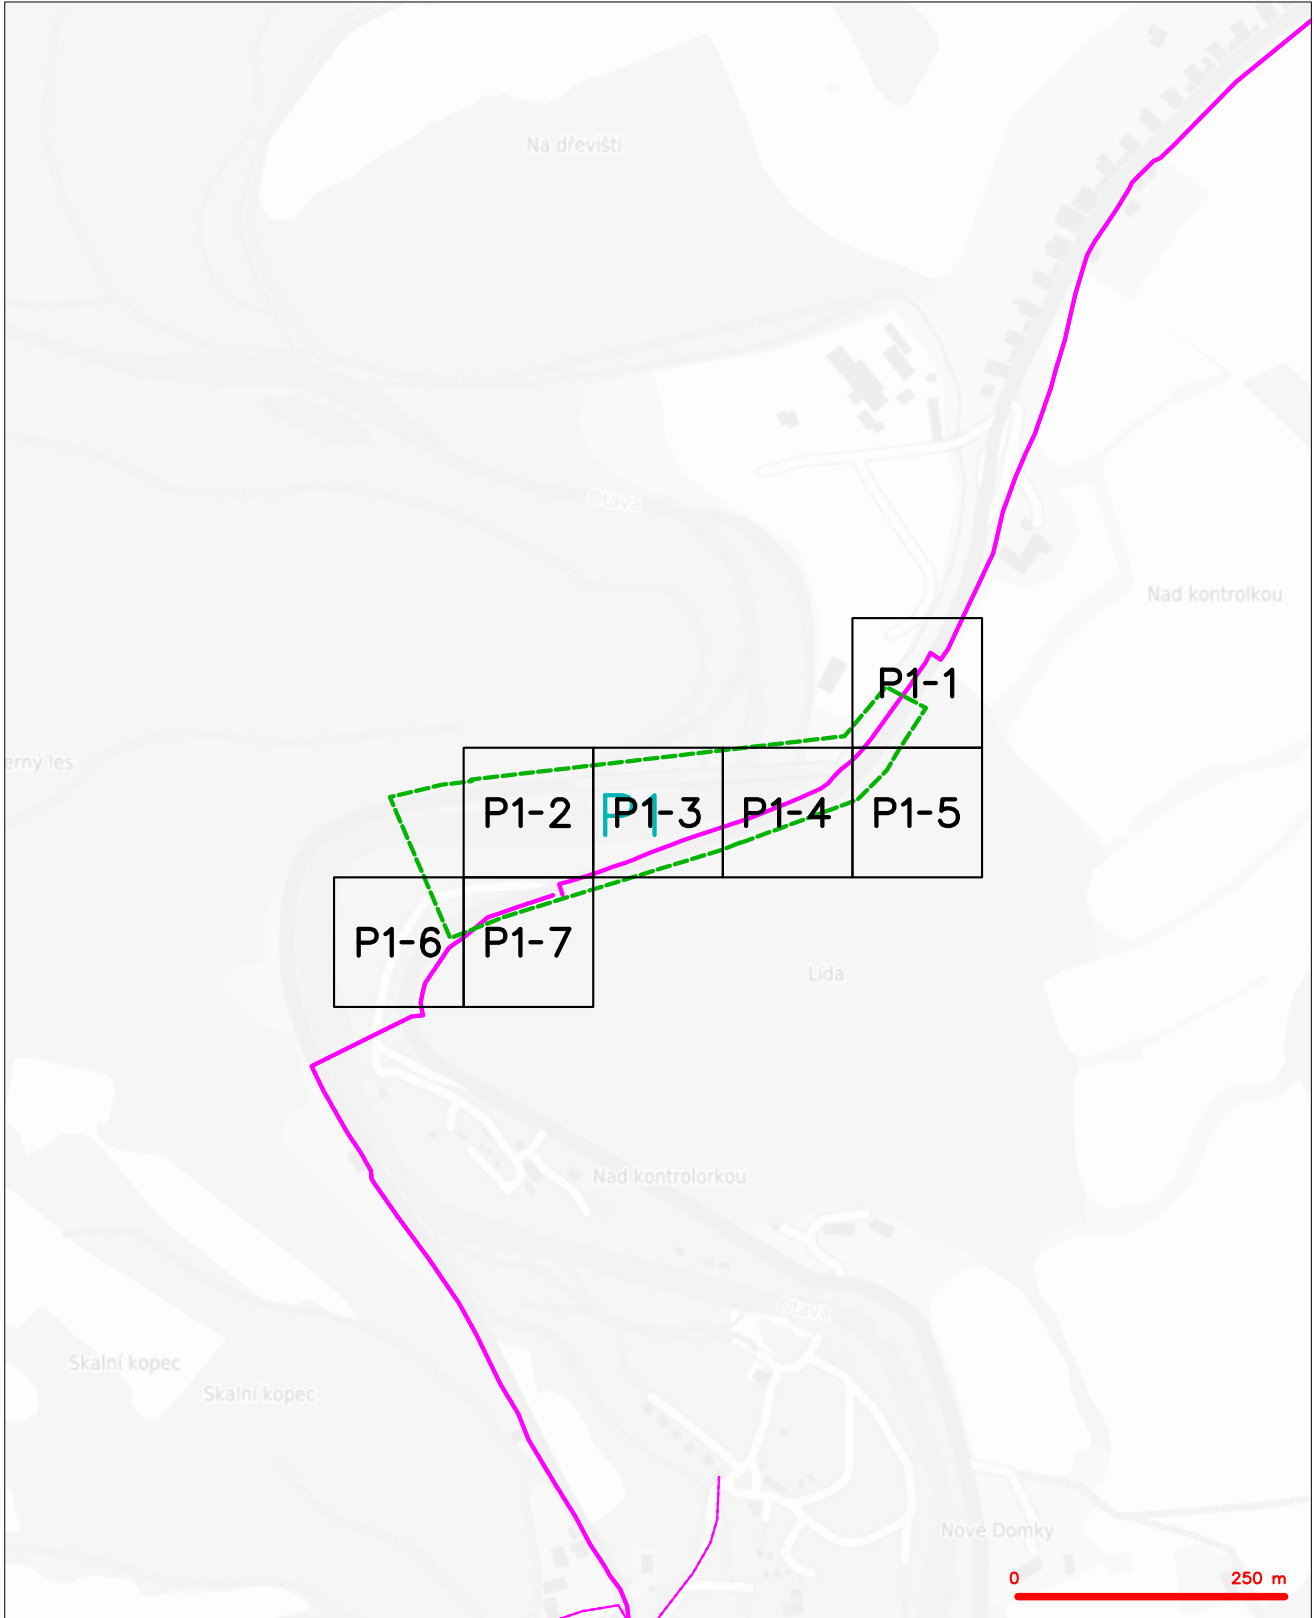 Na dřevišti
Otava
Nad kontrolkou
P1-1
erný les
P1-2
P1
P1-3
P1-4
P1-5
P1-6
P1-7
Lída
Nad kontrolorkou
Otava
Skalní kopec
Skalní kopec
Nové Domky
0 250 m